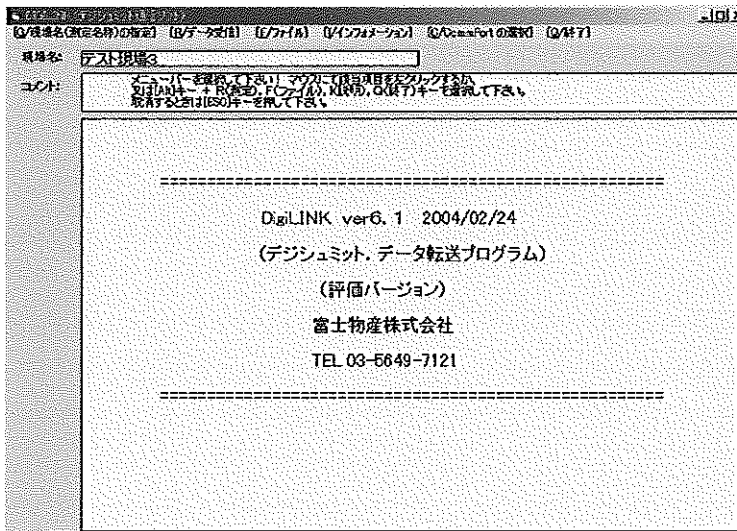 [G/現場名(測定名称)の指定] [R/データ受信] [F/ファイル] [I/インフォメーション] [C/CommPortの選択] [Q/終了]
現場名: テスト現場3
コメント: メニューバーを選択して下さい! マウスにて該当項目を左クリックするか、
又は[Alt]キー + R(測定), F(ファイル), K(終り), Q(終了)キーを選択して下さい。
取消するときは[ESC]キーを押して下さい。
DigiLINK ver6.1 2004/02/24
(デジシュミット.データ転送プログラム)
(評価バージョン)
富士物産株式会社
TEL 03-5649-7121